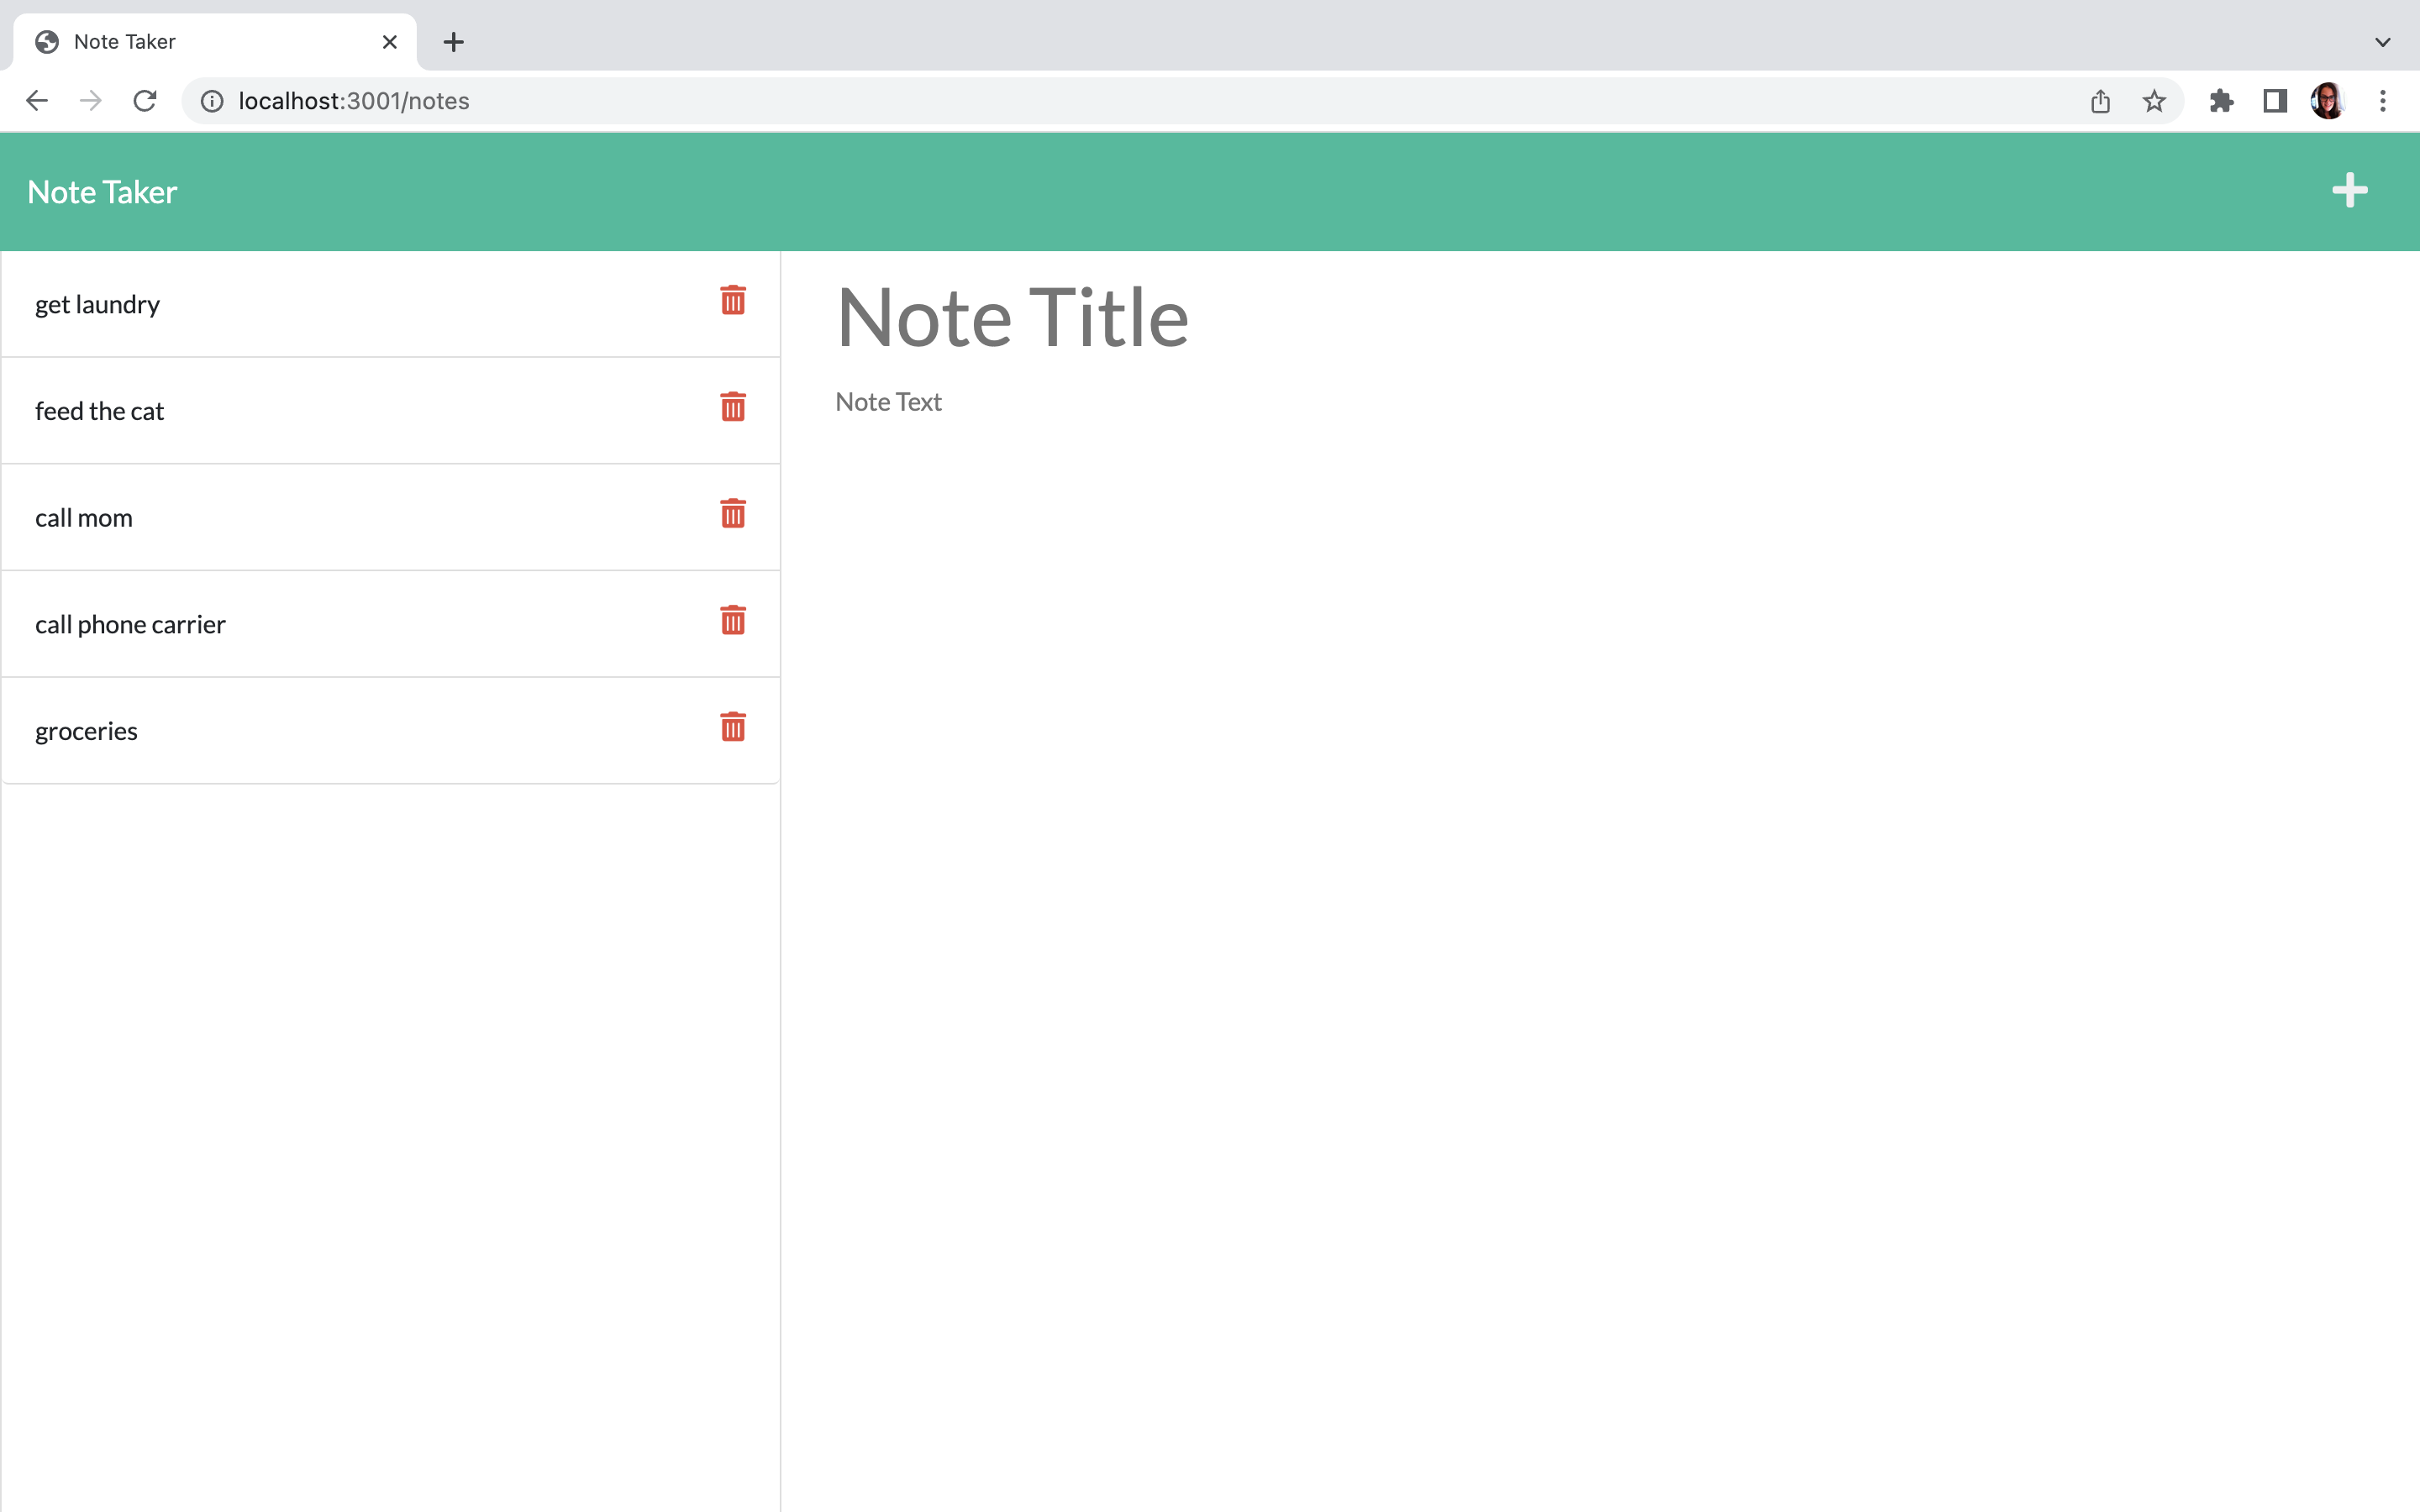 Note Taker
localhost:3001/notes
Note Taker
get laundry
feed the cat
call mom
call phone carrier
groceries
Note Title
Note Text